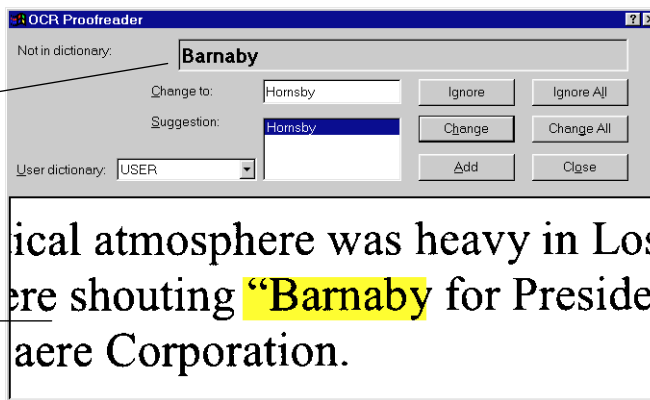 OCR Proofreader
Not in dictionary: Barnaby
Change to: Hornsby Ignore Ignore All
Suggestion: Hornsby Change Change All
User dictionary: USER Add Close
ical atmosphere was heavy in Los
ere shouting “Barnaby for Preside
aere Corporation.